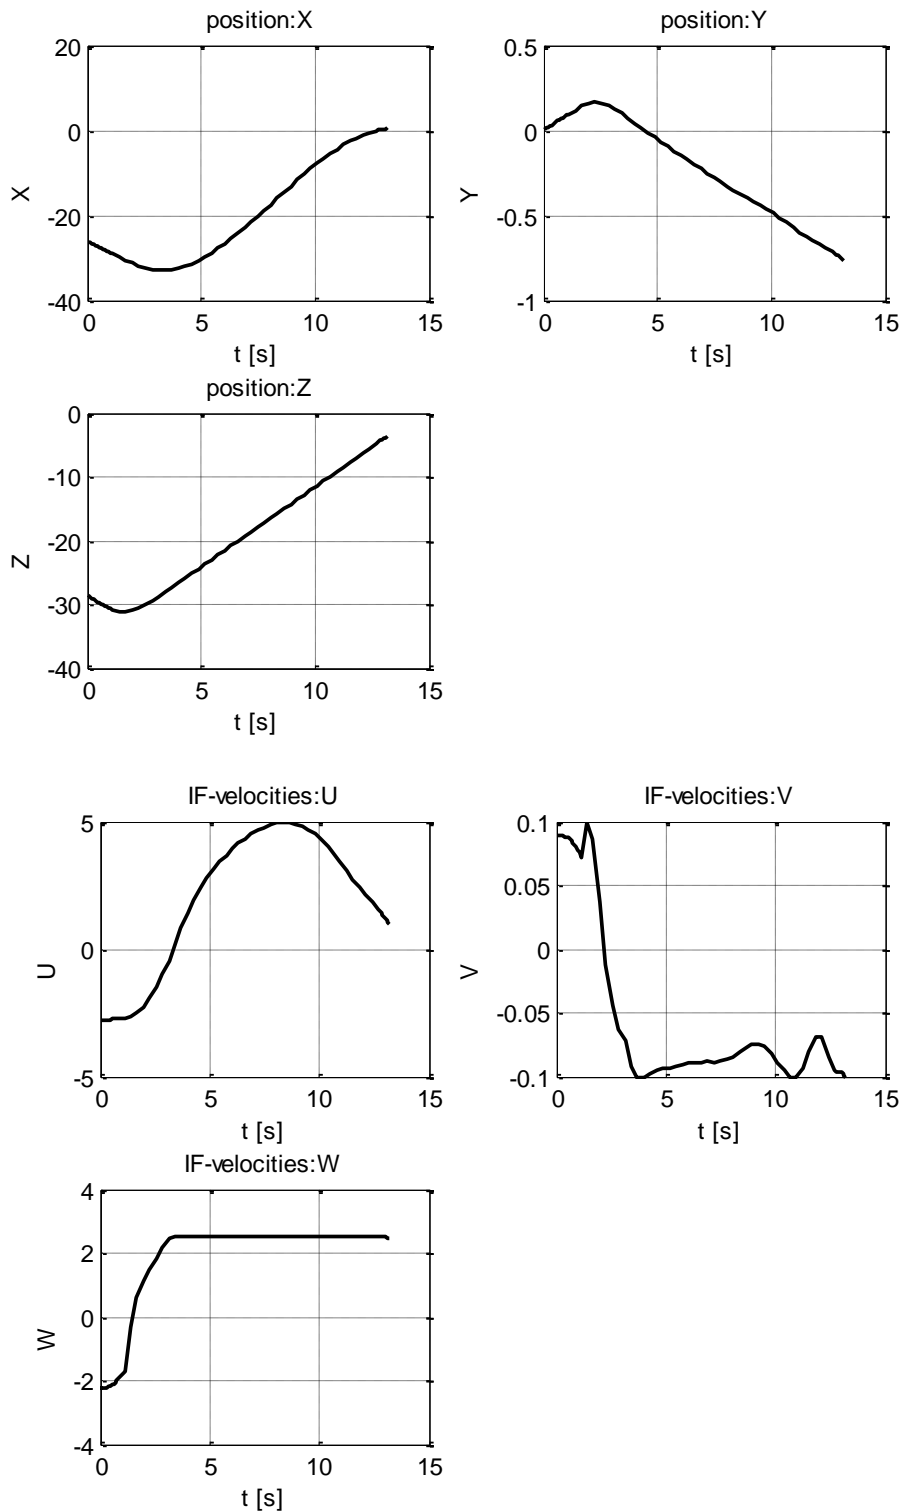 position:X
20
0
-20
-40
X
0 5 10 15
t [s]
position:Y
0.5
0
-0.5
-1
Y
0 5 10 15
t [s]
position:Z
0
-10
-20
-30
-40
Z
0 5 10 15
t [s]
IF-velocities:U
5
0
-5
U
0 5 10 15
t [s]
IF-velocities:V
0.1
0.05
0
-0.05
-0.1
V
0 5 10 15
t [s]
IF-velocities:W
4
2
0
-2
-4
W
0 5 10 15
t [s]